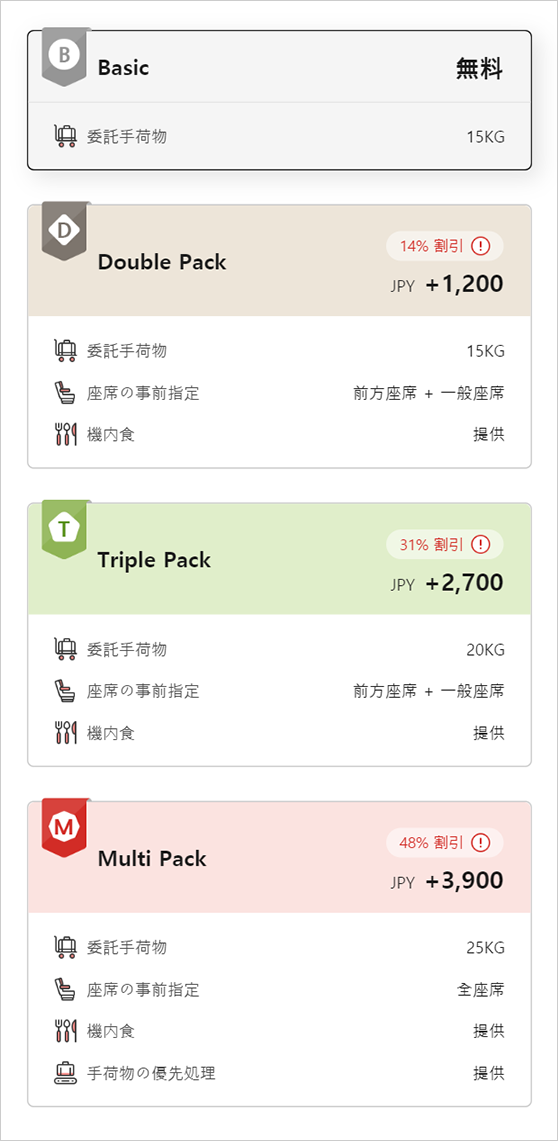 B Basic 無料
委託手荷物 15KG
D 14% 割引 !
Double Pack
JPY +1,200
委託手荷物 15KG
座席の事前指定 前方座席 + 一般座席
機内食 提供
T 31% 割引 !
Triple Pack
JPY +2,700
委託手荷物 20KG
座席の事前指定 前方座席 + 一般座席
機内食 提供
M 48% 割引 !
Multi Pack
JPY +3,900
委託手荷物 25KG
座席の事前指定 全座席
機内食 提供
手荷物の優先処理 提供